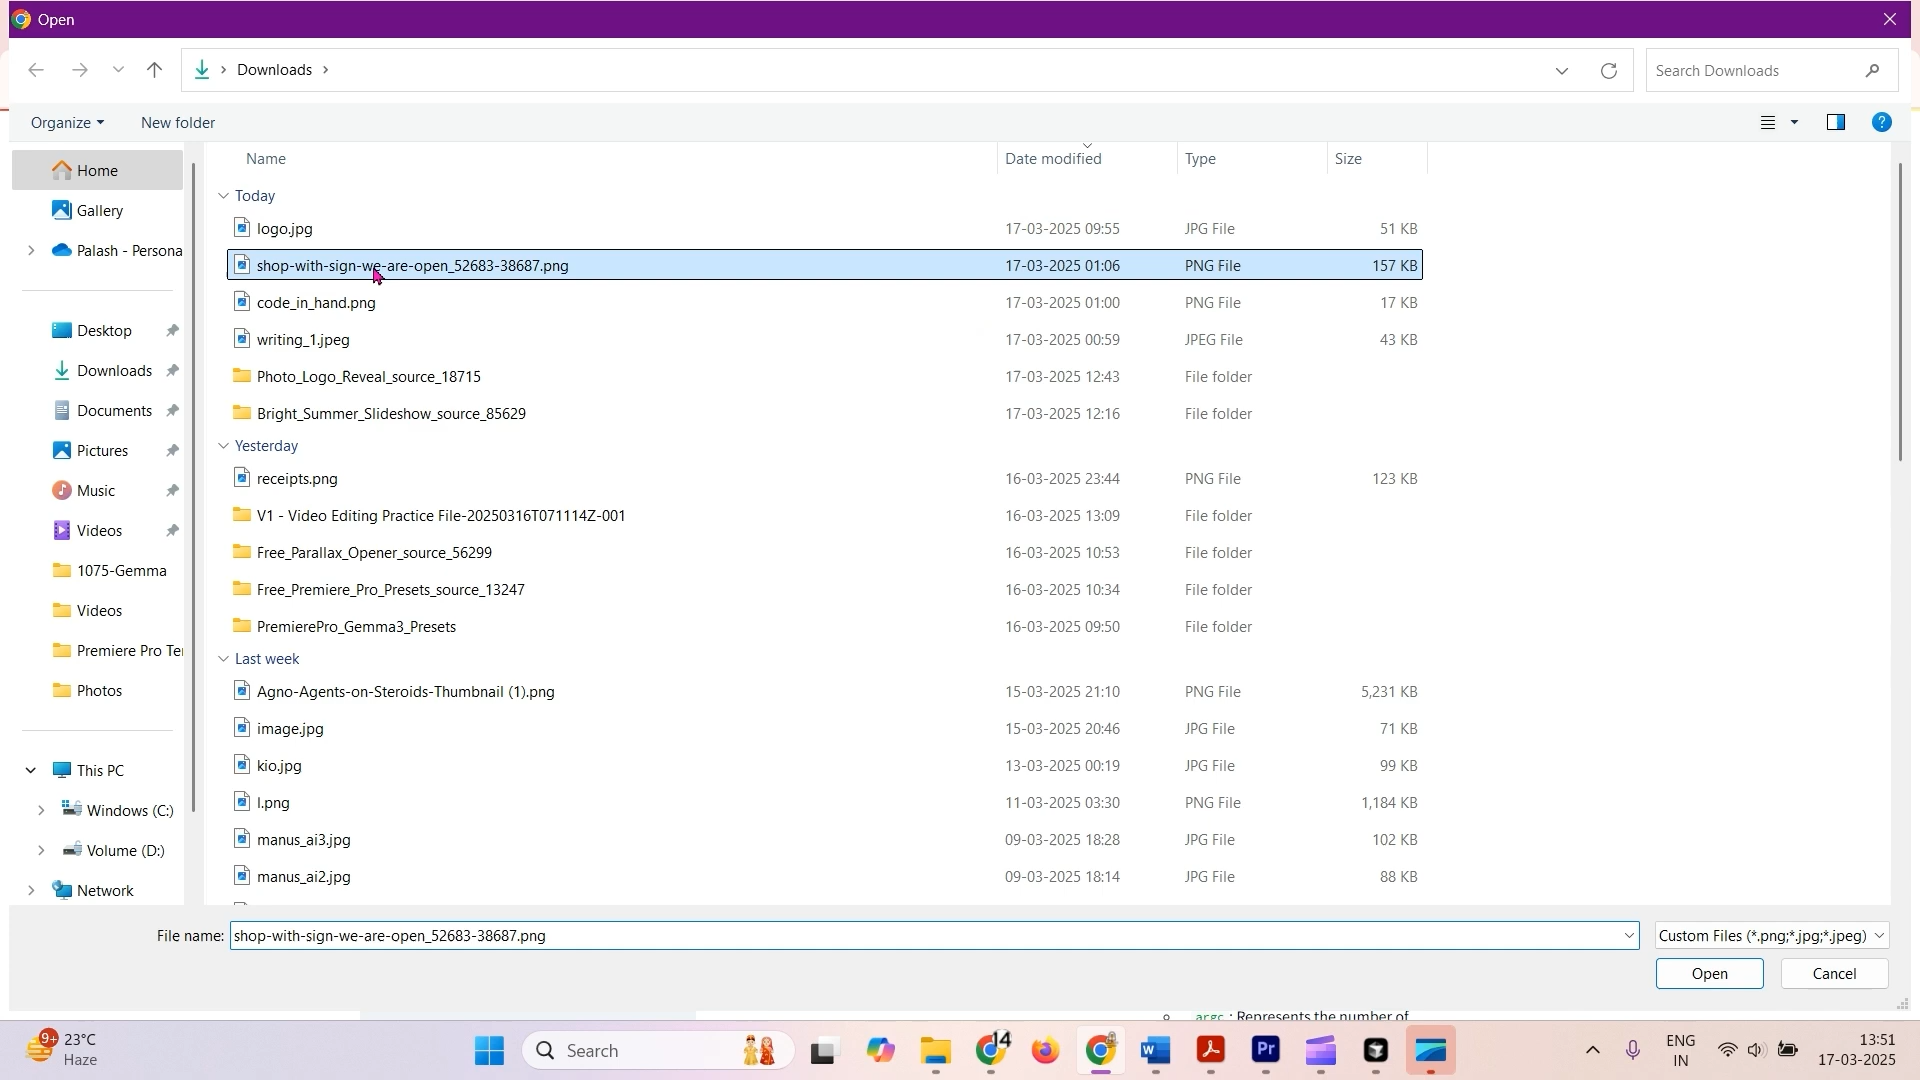 Open
Downloads
Search Downloads
Organize
New folder
Name Date modified Type Size
Home
Gallery
Palash - Persona
Desktop
Downloads
Documents
Pictures
Music
Videos
1075-Gemma
Videos
Premiere Pro Ter
Photos
This PC
Windows (C:)
Volume (D:)
Network
Today
logo.jpg 17-03-2025 09:55 JPG File 51 KB
shop-with-sign-we-are-open_52683-38687.png 17-03-2025 01:06 PNG File 157 KB
code_in_hand.png 17-03-2025 01:00 PNG File 17 KB
writing_1.jpeg 17-03-2025 00:59 JPEG File 43 KB
Photo_Logo_Reveal_source_18715 17-03-2025 12:43 File folder
Bright_Summer_Slideshow_source_85629 17-03-2025 12:16 File folder
Yesterday
receipts.png 16-03-2025 23:44 PNG File 123 KB
V1 - Video Editing Practice File-20250316T071114Z-001 16-03-2025 13:09 File folder
Free_Parallax_Opener_source_56299 16-03-2025 10:53 File folder
Free_Premiere_Pro_Presets_source_13247 16-03-2025 10:34 File folder
PremierePro_Gemma3_Presets 16-03-2025 09:50 File folder
Last week
Agno-Agents-on-Steroids-Thumbnail (1).png 15-03-2025 21:10 PNG File 5,231 KB
image.jpg 15-03-2025 20:46 JPG File 71 KB
kio.jpg 13-03-2025 00:19 JPG File 99 KB
l.png 11-03-2025 03:30 PNG File 1,184 KB
manus_ai3.jpg 09-03-2025 18:28 JPG File 102 KB
manus_ai2.jpg 09-03-2025 18:14 JPG File 88 KB
File name: shop-with-sign-we-are-open_52683-38687.png Custom Files (*.png;*.jpg;*.jpeg)
Open Cancel
argc : Represents the number of
9+ 23°C
Haze
Search
14
Pr
ENG
IN
13:51
17-03-2025